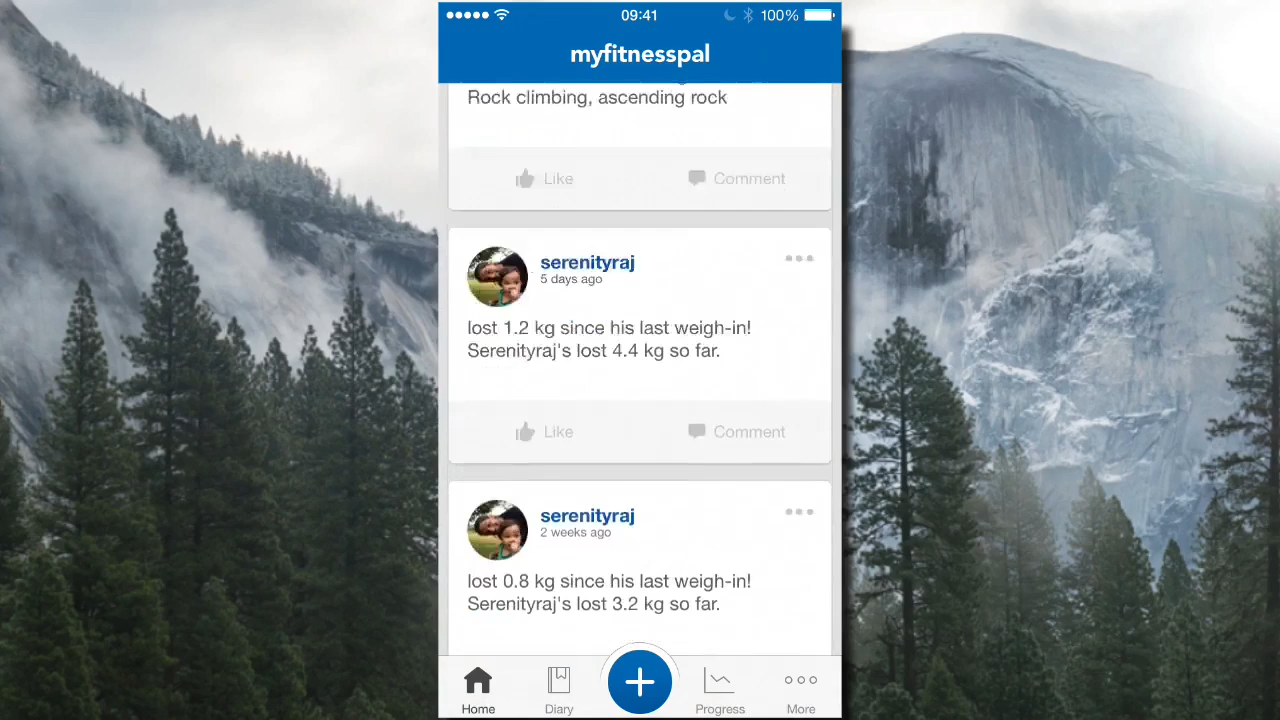 09:41
100%
myfitnesspal
Rock climbing, ascending rock
Like
Comment
serenityraj
5 days ago
lost 1.2 kg since his last weigh-in!
Serenityraj's lost 4.4 kg so far.
Like
Comment
serenityraj
2 weeks ago
lost 0.8 kg since his last weigh-in!
Serenityraj's lost 3.2 kg so far.
Home
Diary
Progress
More